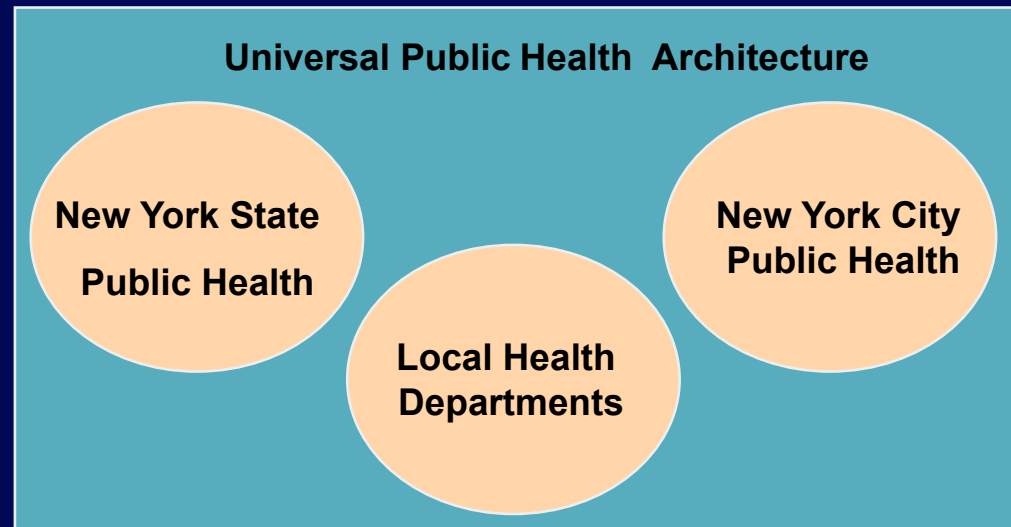 Universal Public Health Architecture
New York State
Public Health
New York City
Public Health
Local Health
Departments